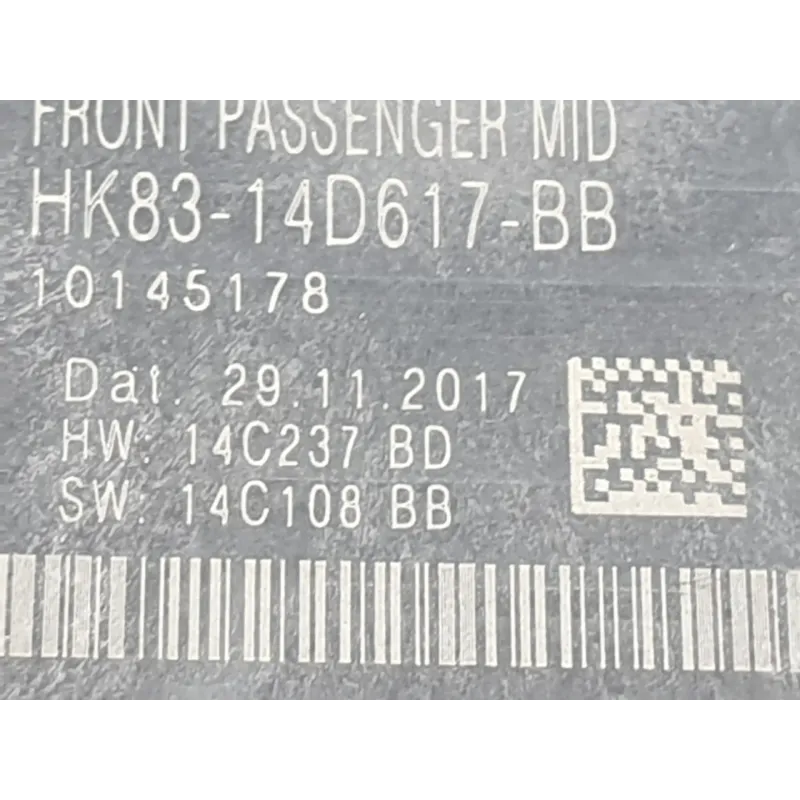 FRONT PASSENGER MID
HK83-14D617-BB
10145178
Dat. 29.11.2017
HW: 14C237 BD
SW: 14C108 BB